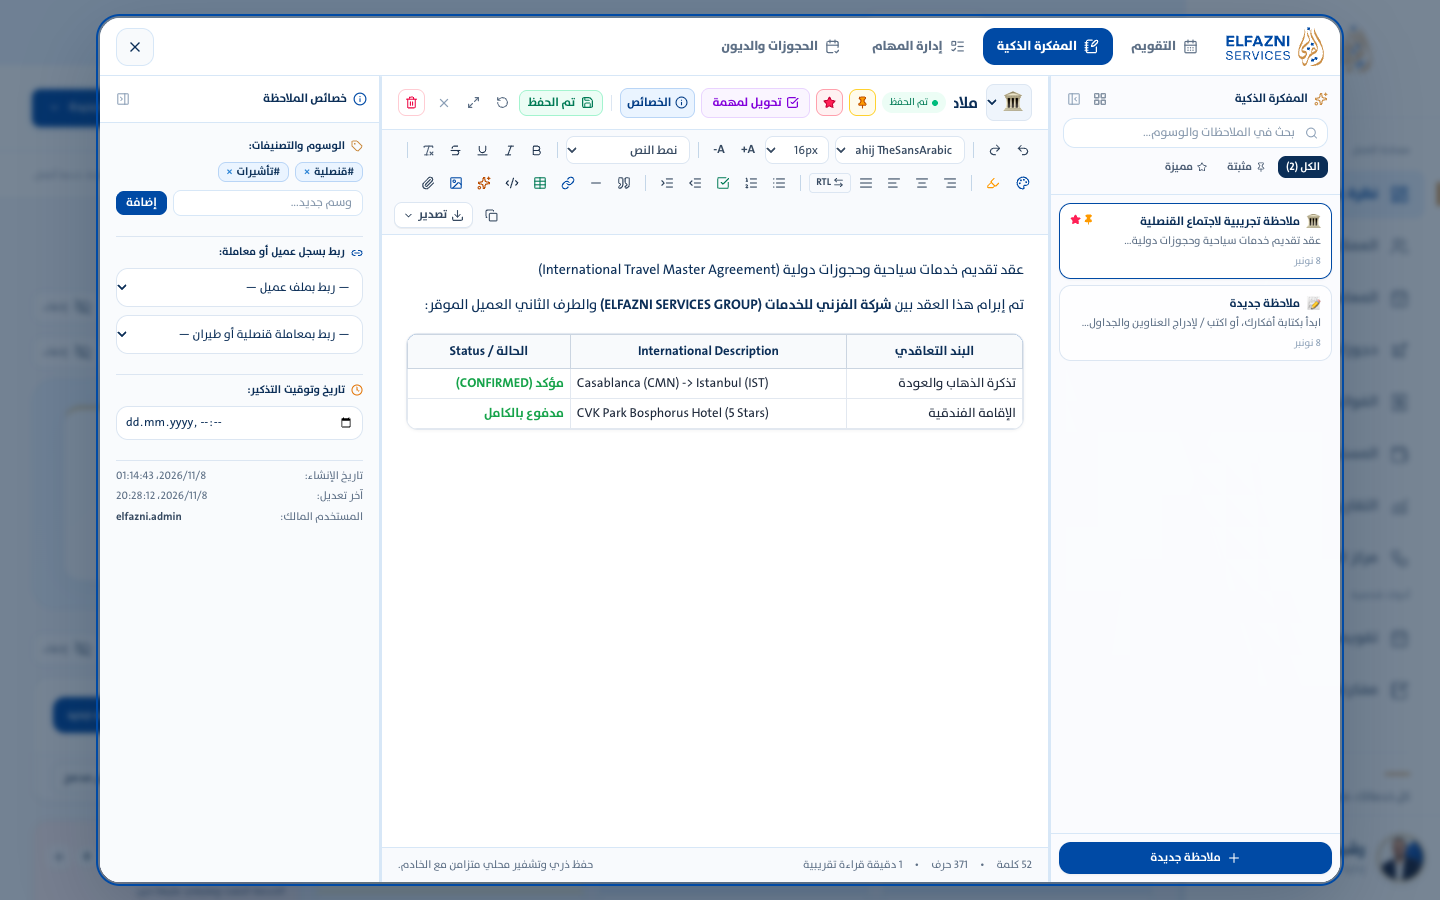 ELFAZNI
SERVICES
التقويم
المفكرة الذكية
إدارة المهام
الحجوزات والديون
المفكرة الذكية
بحث في الملاحظات والوسوم...
الكل (2)
مثبتة
مميزة
🏛️ ملاحظة تجريبية لاجتماع القنصلية
عقد تقديم خدمات سياحية وحجوزات دولية...
8 نونبر
📝 ملاحظة جديدة
ابدأ بكتابة أفكارك، أو اكتب / لإدراج العناوين والجداول...
8 نونبر
ملاحظة جديدة
تم الحفظ
تحويل لمهمة
الخصائص
تم الحفظ
ahij TheSansArabic
16px
A+
A-
نمط النص
B I U S Tx
RTL
تصدير
عقد تقديم خدمات سياحية وحجوزات دولية (International Travel Master Agreement)
تم إبرام هذا العقد بين شركة الفزني للخدمات (ELFAZNI SERVICES GROUP) والطرف الثاني العميل الموقر:
البند التعاقدي International Description الحالة / Status
تذكرة الذهاب والعودة Casablanca (CMN) -> Istanbul (IST) مؤكد (CONFIRMED)
الإقامة الفندقية CVK Park Bosphorus Hotel (5 Stars) مدفوع بالكامل
52 كلمة • 371 حرف • 1 دقيقة قراءة تقريبية
حفظ ذري وتشفير محلي متزامن مع الخادم.
خصائص الملاحظة
الوسوم والتصنيفات:
#قنصلية ×
#تأشيرات ×
وسم جديد...
إضافة
ربط بسجل عميل أو معاملة:
— ربط بملف عميل —
— ربط بمعاملة قنصلية أو طيران —
تاريخ وتوقيت التذكير:
dd.mm.yyyy, --:--
تاريخ الإنشاء: 2026/11/8، 01:14:43
آخر تعديل: 2026/11/8، 20:28:12
المستخدم المالك: elfazni.admin